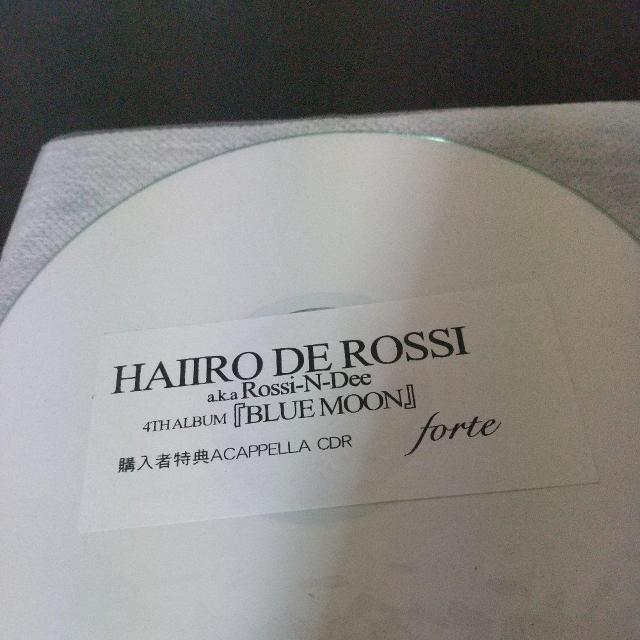 HAIIRO DE ROSSI
a.k.a Rossi-N-Dee
4TH ALBUM『BLUE MOON』
購入者特典ACAPPELLA CDR
forte